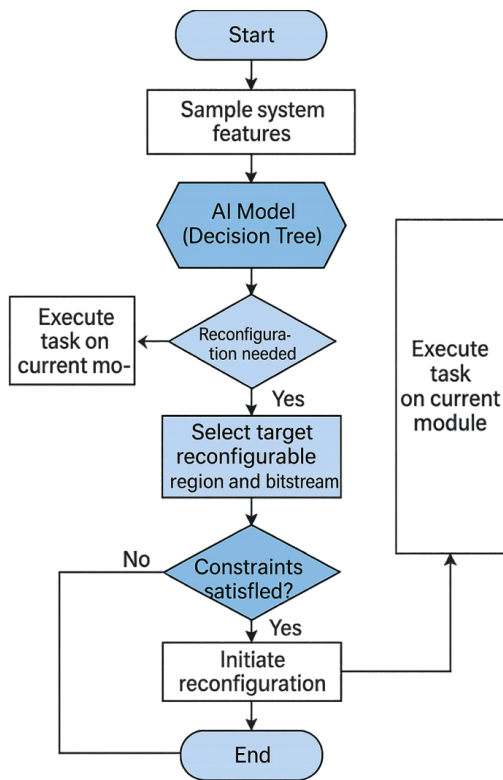 Start
Sample system
features
AI Model
(Decision Tree)
Reconfigura-
tion needed
Execute
task on
current mo-
Yes
Select target
reconfigurable
region and bitstream
No
Constraints
satisfled?
Yes
Initiate
reconfiguration
Execute
task
on current
module
End